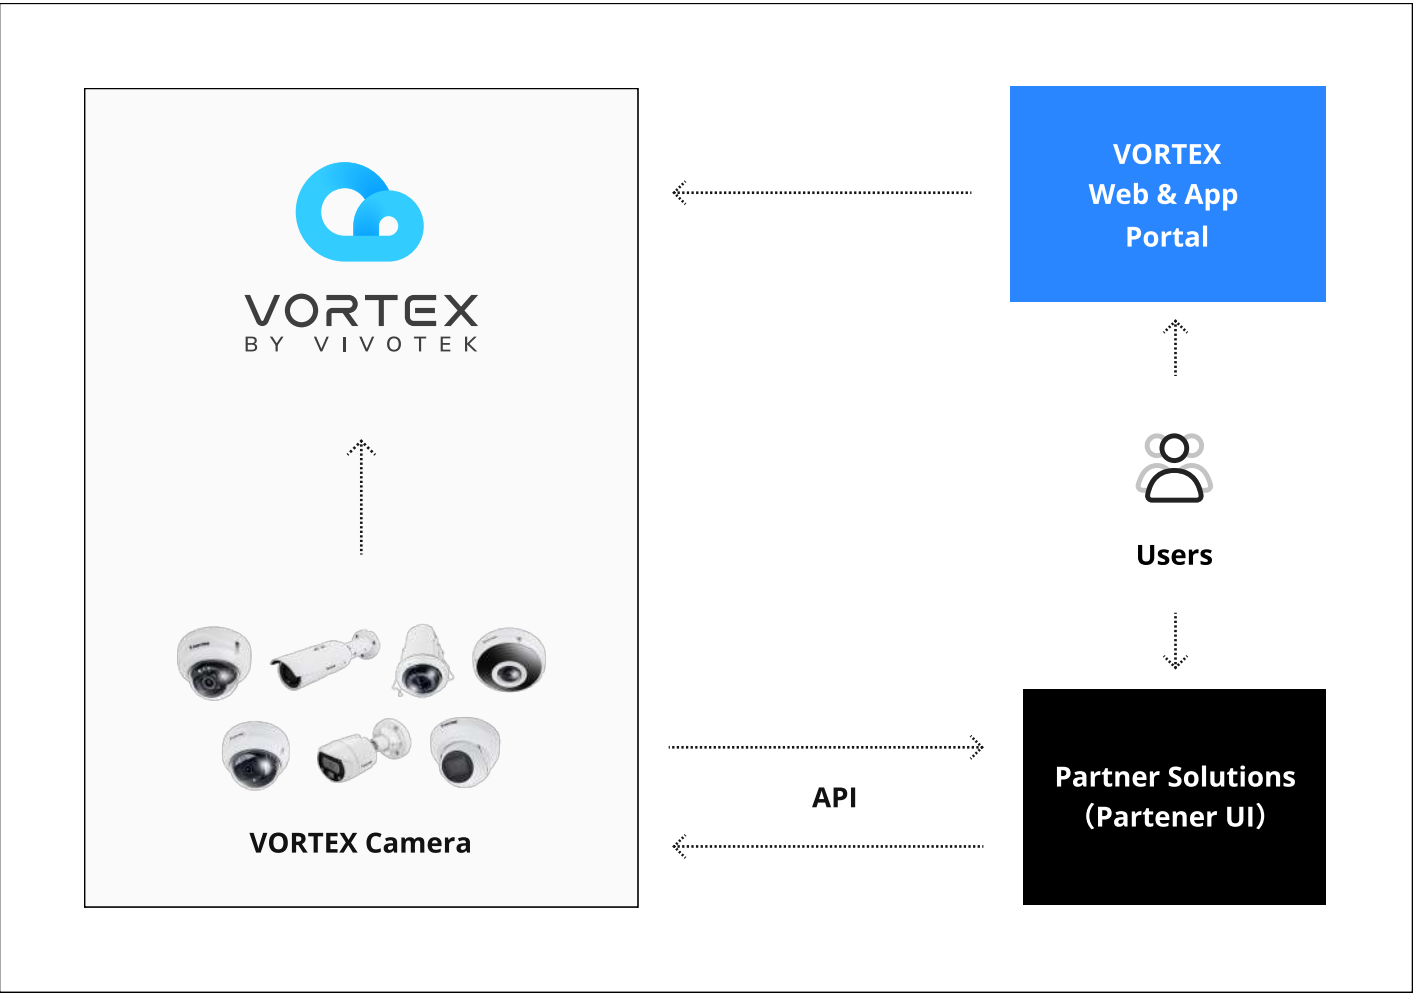 VORTEX
BY VIVOTEK
VORTEX Camera
API
VORTEX
Web & App
Portal
Users
Partner Solutions
（Partener UI）